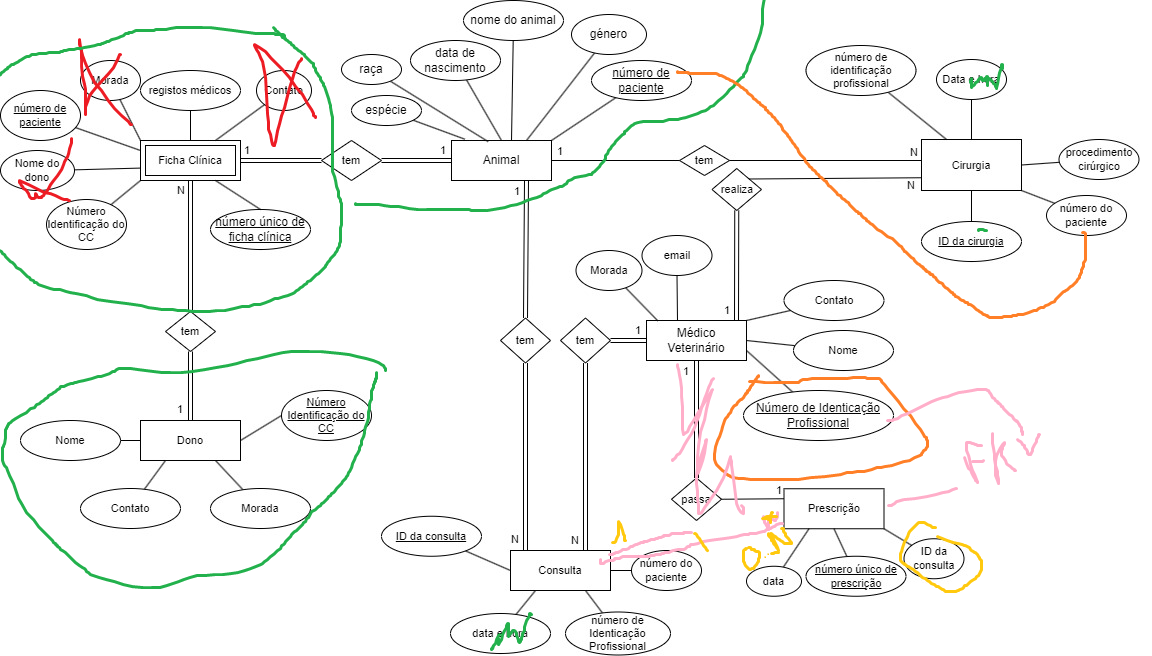 nome do animal
género
data de
nascimento
raça
número de
paciente
espécie
Morada
registos médicos
Contato
número de
paciente
Nome do
dono
Número
Identificação do
CC
número único de
ficha clínica
Ficha Clínica
1
tem
1
Animal
1
tem
N
N
1
N
número de
identificação
profissional
Data e hora
Cirurgia
procedimento
cirúrgico
número do
paciente
ID da cirurgia
realiza
1
email
Morada
Médico
Veterinário
Contato
Nome
Número de Identicação
Profissional
1
1
tem
tem
tem
1
Dono
Nome
Número
Identificação do
CC
Contato
Morada
passa
1
Prescrição
FK
data
número único de
prescrição
ID da
consulta
1
0.N
N
N
Consulta
ID da consulta
número do
paciente
data e hora
número de
Identicação
Profissional